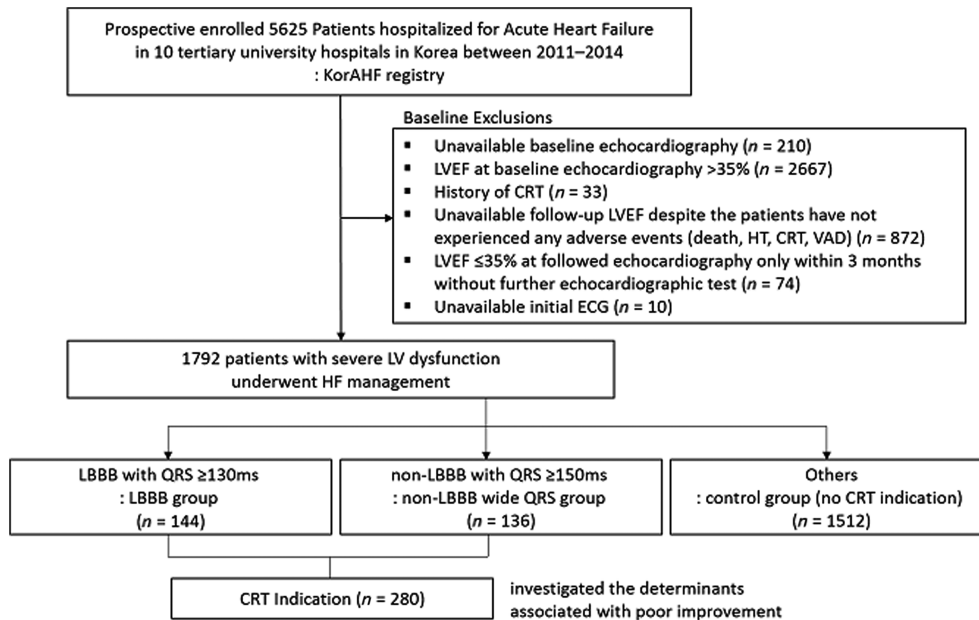 Prospective enrolled 5625 Patients hospitalized for Acute Heart Failure
in 10 tertiary university hospitals in Korea between 2011–2014
: KorAHF registry
Baseline Exclusions
▪ Unavailable baseline echocardiography (n = 210)
▪ LVEF at baseline echocardiography >35% (n = 2667)
▪ History of CRT (n = 33)
▪ Unavailable follow-up LVEF despite the patients have not
experienced any adverse events (death, HT, CRT, VAD) (n = 872)
▪ LVEF ≤35% at followed echocardiography only within 3 months
without further echocardiographic test (n = 74)
▪ Unavailable initial ECG (n = 10)
1792 patients with severe LV dysfunction
underwent HF management
LBBB with QRS ≥130ms
: LBBB group
(n = 144)
non-LBBB with QRS ≥150ms
: non-LBBB wide QRS group
(n = 136)
Others
: control group (no CRT indication)
(n = 1512)
CRT Indication (n = 280)
investigated the determinants
associated with poor improvement